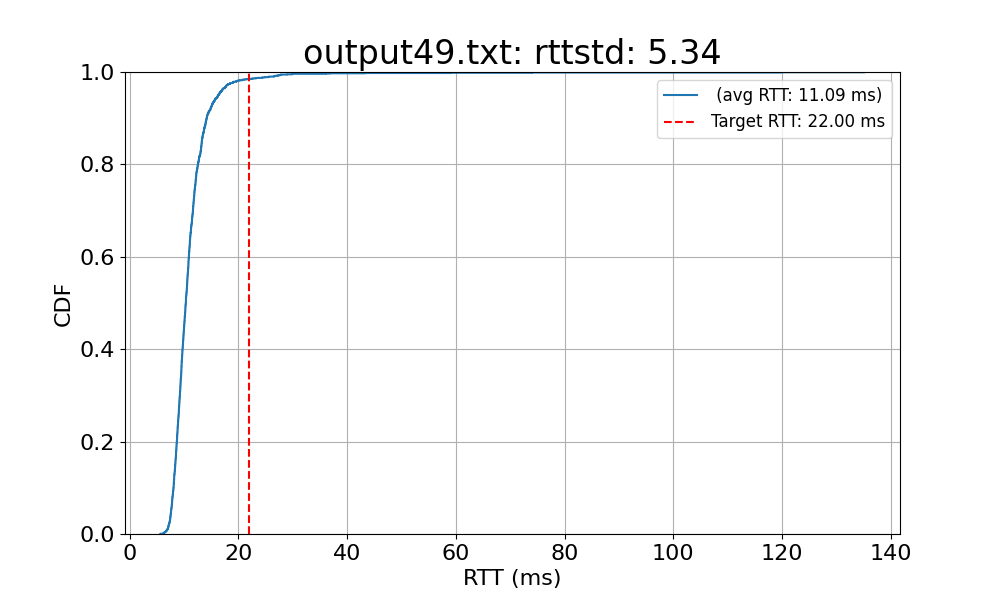 output49.txt: rttstd: 5.34
(avg RTT: 11.09 ms)
Target RTT: 22.00 ms
1.0
0.8
0.6
0.4
0.2
0.0
CDF
0 20 40 60 80 100 120 140
RTT (ms)